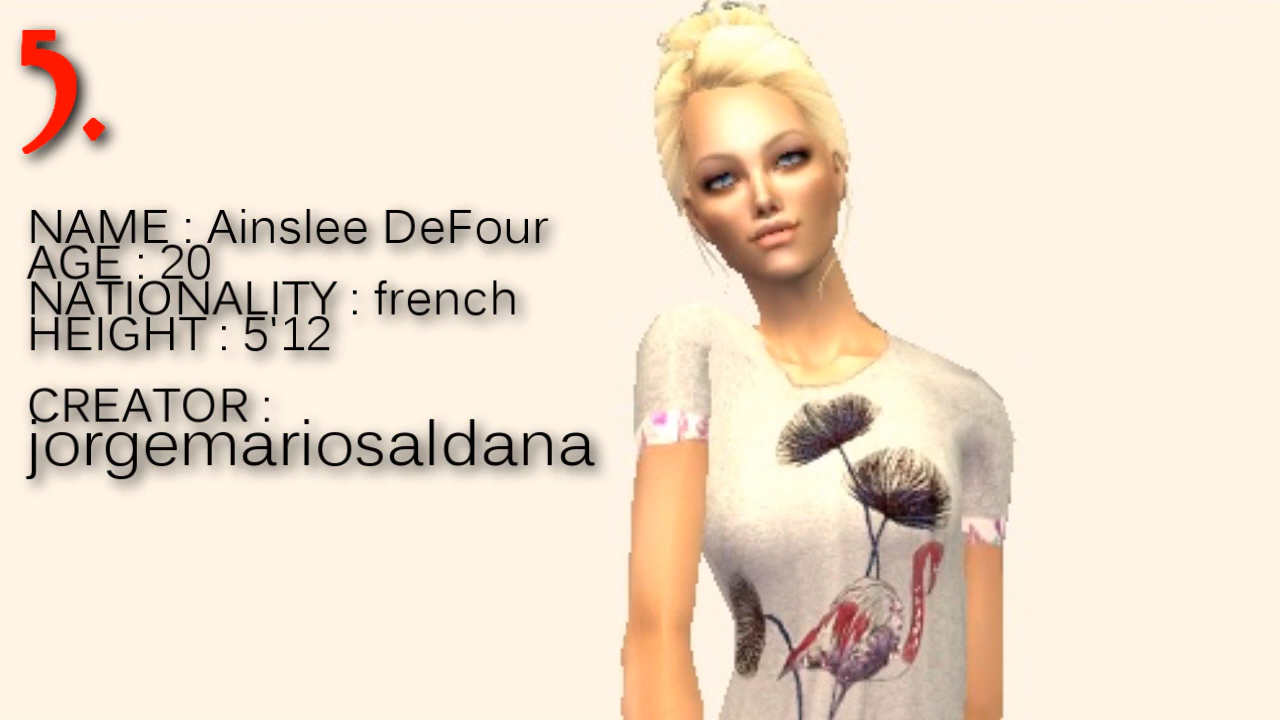 5.
NAME : Ainslee DeFour
AGE : 20
NATIONALITY : french
HEIGHT : 5'12
CREATOR :
jorgemariosaldana